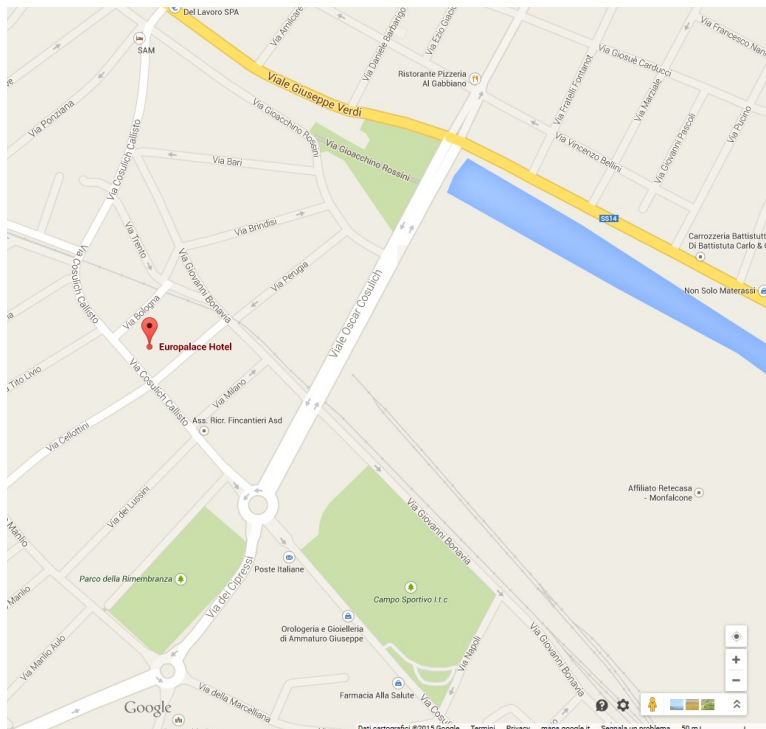 Del Lavoro SPA
Via Amilcare
Via Daniele Barbarigo
Via Ezio
Via Francesco
SAM
Via Giosuè Carducci
Ristorante Pizzeria
Al Gabbiano
Via Fratelli Fontanot
Via Marziale
Via Pucino
Via Ponziana
Viale Giuseppe Verdi
Via Gioacchino Rossini
Via Cosulich Callisto
Via Gioacchino Rossini
Via Vincenzo Bellini
Via Giovanni Pascoli
Via Bari
SS14
Via Brindisi
Via Trento
Carrozzeria Battistutt
Di Battistuta Carlo & C
Via Cosulich Callisto
Via Giovanni Bonavia
Via Perugia
Non Solo Materassi
Viale Oscar Cosulich
Via Bologna
Europalace Hotel
Tito Livio
Via Cosulich Callisto
Via Milano
Ass. Ricr. Fincantieri Asd
Via Cellottini
Affiliato Retecasa
- Monfalcone
Via dei Lussini
Via Giovanni Bonavia
Manlio
Poste Italiane
Parco della Rimembranza
Via dei Cipressi
Campo Sportivo I.t.c
Manlio
Orologeria e Gioielleria
di Ammaturo Giuseppe
Via Giovanni Bonavia
Via Manlio Aulo
Via Napoli
Via della Marcelliana
Farmacia Alla Salute
Via Cosu
Google
Dati cartografici ©2015 Google Termini Privacy maps.google.it Segnala un problema 50 m